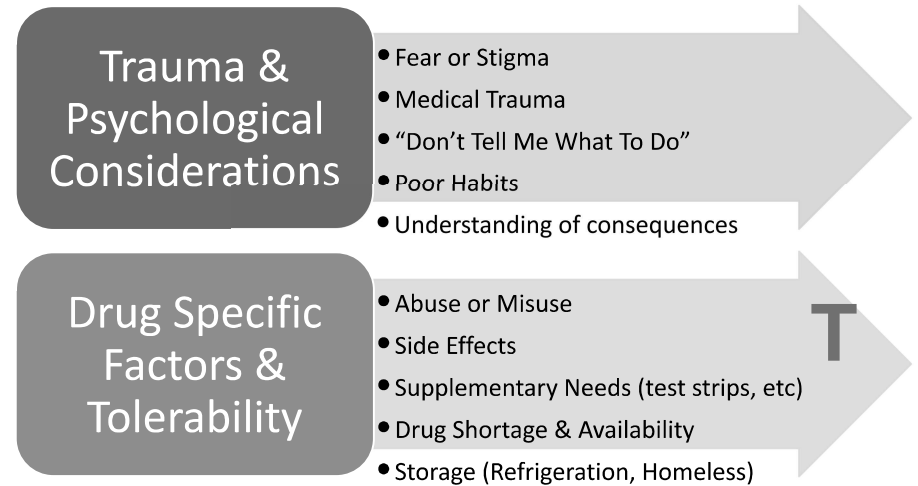 Trauma &
Psychological
Considerations
• Fear or Stigma
• Medical Trauma
• “Don’t Tell Me What To Do”
• Poor Habits
• Understanding of consequences
Drug Specific
Factors &
Tolerability
• Abuse or Misuse
• Side Effects
• Supplementary Needs (test strips, etc)
• Drug Shortage & Availability
• Storage (Refrigeration, Homeless)
T